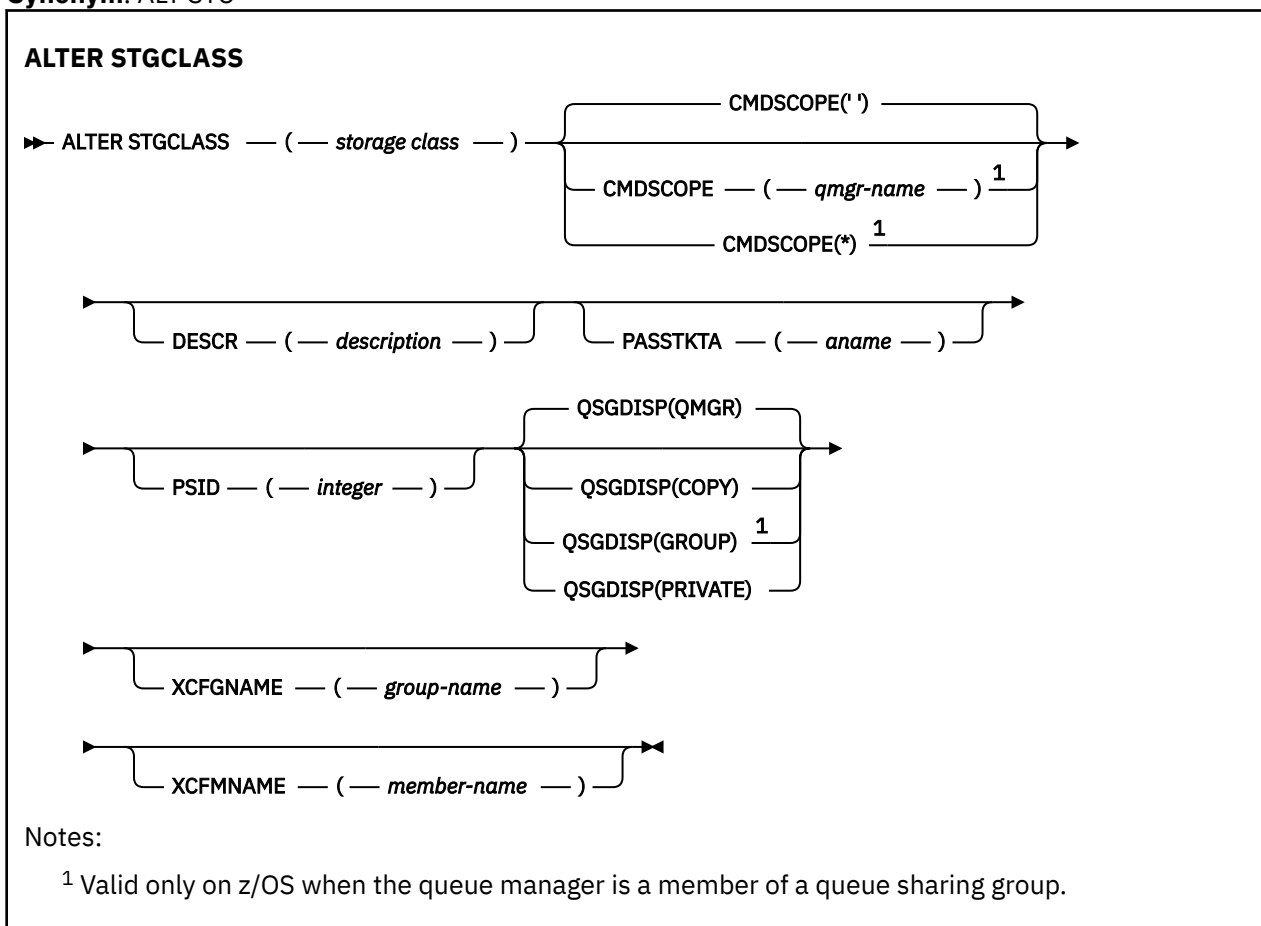 Synonym: ALT STC
ALTER STGCLASS
CMDSCOPE(' ')
ALTER STGCLASS ( storage class )
CMDSCOPE ( qmgr-name ) 1
CMDSCOPE(*) 1
DESCR ( description ) PASSTKTA ( aname )
QSGDISP(QMGR)
PSID ( integer ) QSGDISP(COPY)
QSGDISP(GROUP) 1
QSGDISP(PRIVATE)
XCFGNAME ( group-name )
XCFMNAME ( member-name )
Notes:
1 Valid only on z/OS when the queue manager is a member of a queue sharing group.